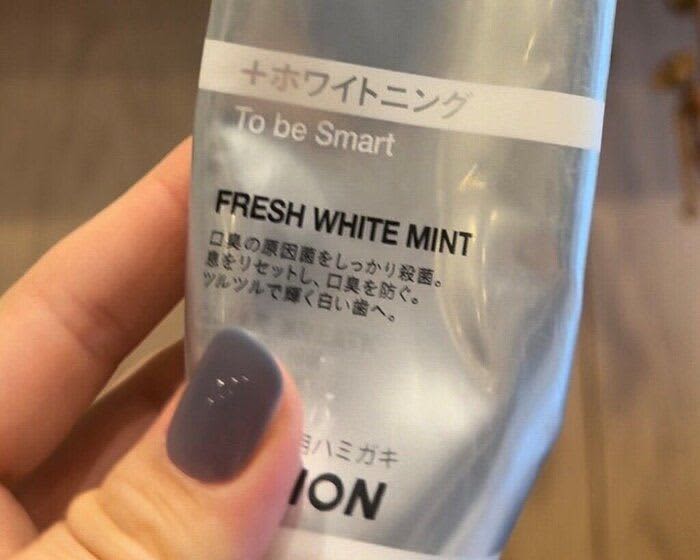 +ホワイトニング
To be Smart
FRESH WHITE MINT
口臭の原因菌をしっかり殺菌。
息をリセットし、口臭を防ぐ。
ツルツルで輝く白い歯へ。
用ハミガキ
ION